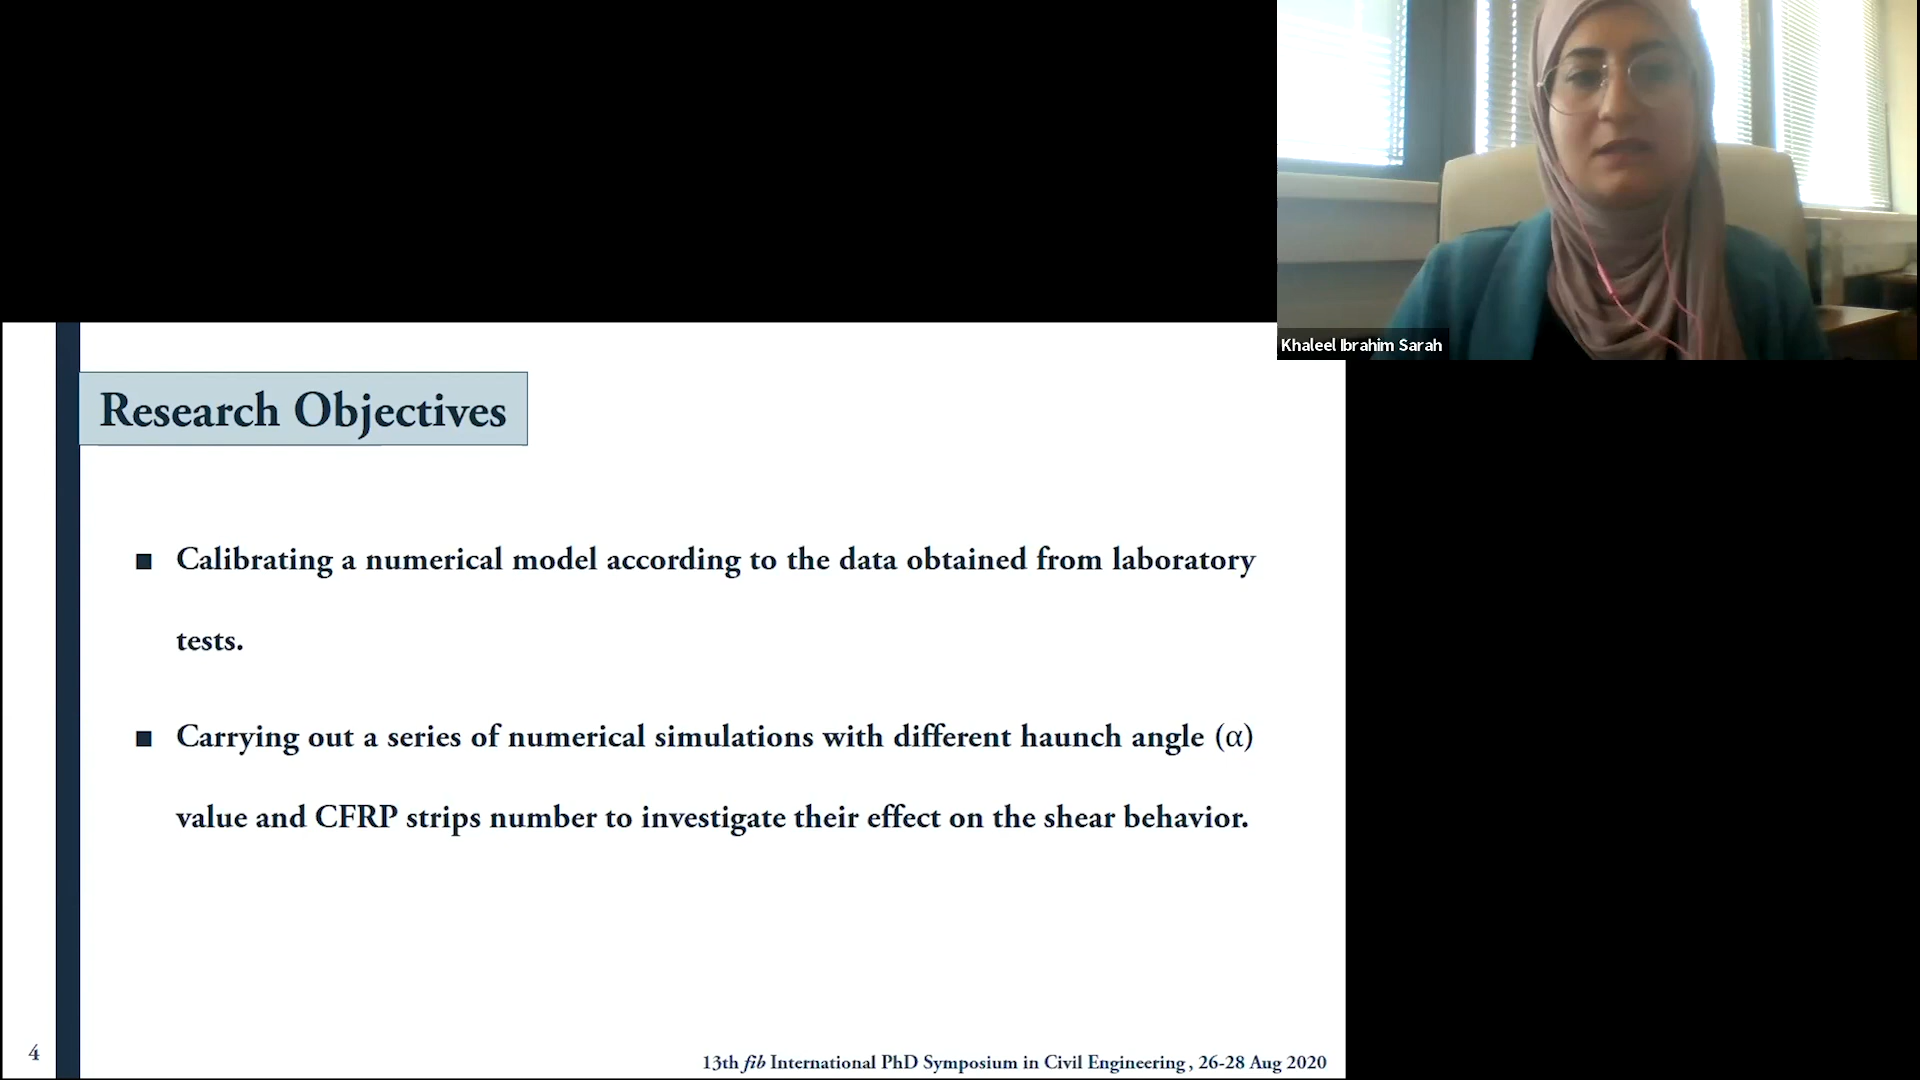 Khaleel Ibrahim Sarah
Research Objectives
■ Calibrating a numerical model according to the data obtained from laboratory
tests.
■ Carrying out a series of numerical simulations with different haunch angle (α)
value and CFRP strips number to investigate their effect on the shear behavior.
4
13th fib International PhD Symposium in Civil Engineering, 26-28 Aug 2020